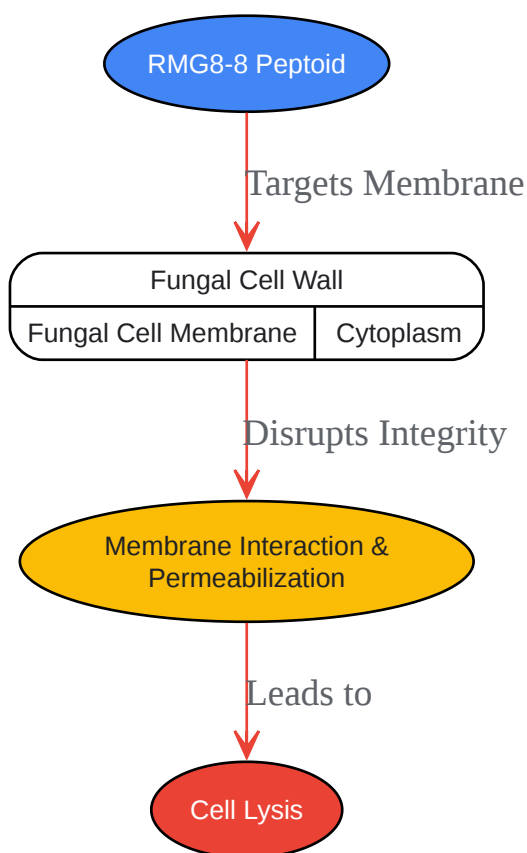 RMG8-8 Peptoid
Targets Membrane
Fungal Cell Wall
Fungal Cell Membrane
Cytoplasm
Disrupts Integrity
Membrane Interaction &
Permeabilization
Leads to
Cell Lysis